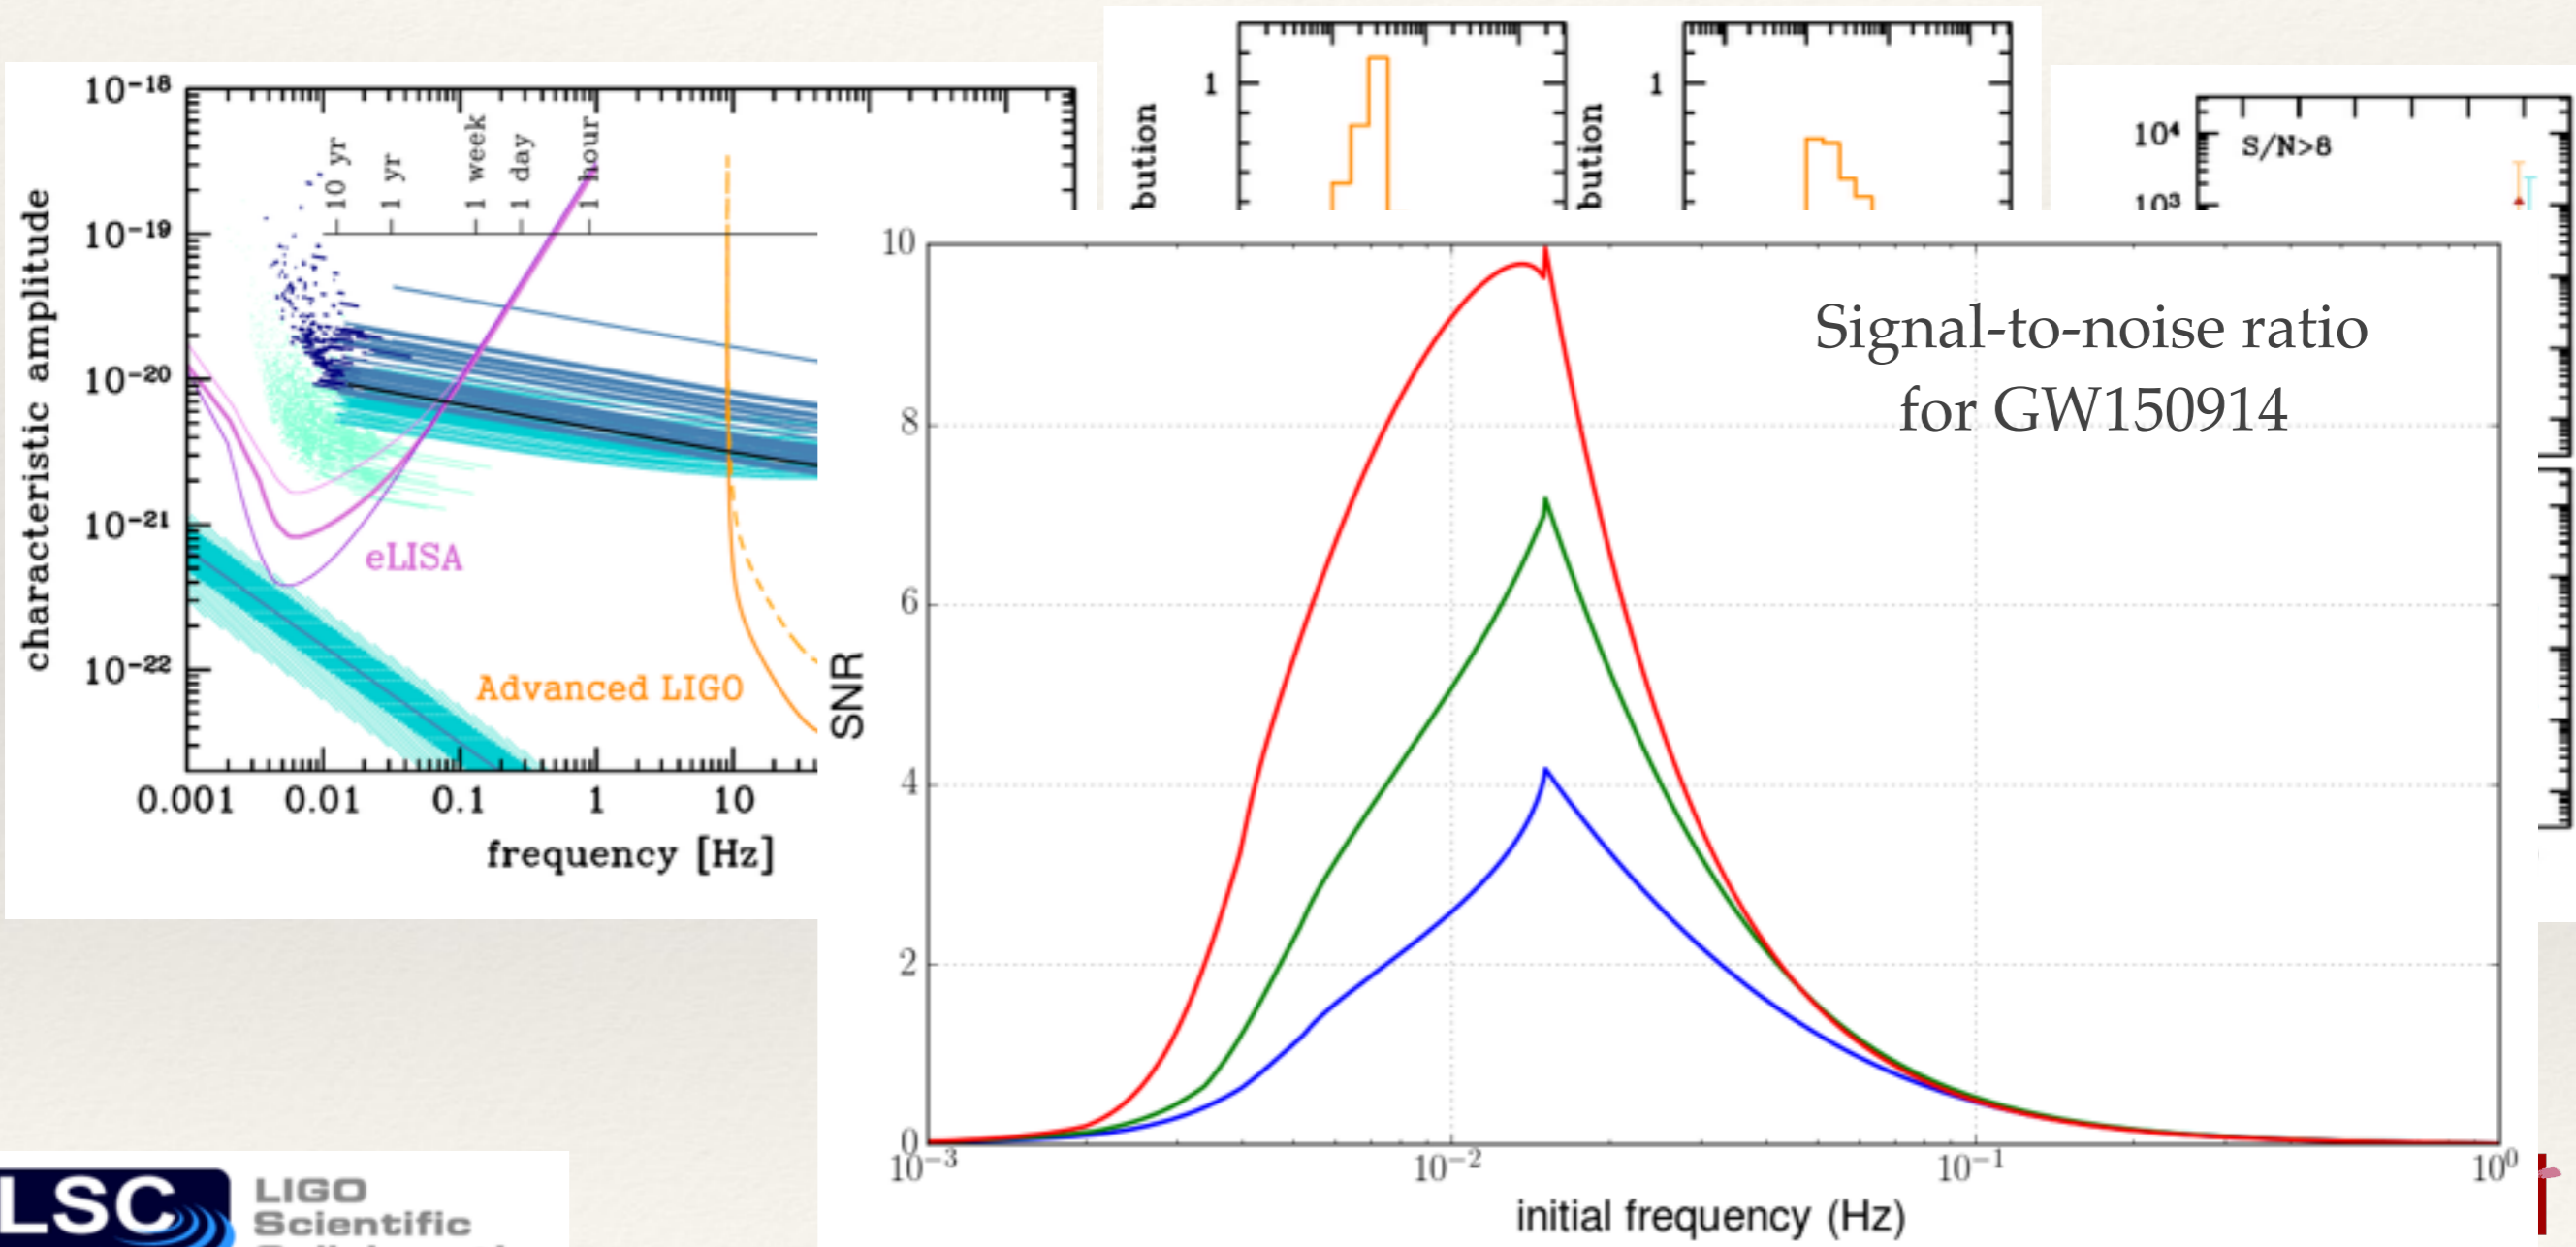 10⁻¹⁸
10⁻¹⁹
10⁻²⁰
10⁻²¹
10⁻²²
characteristic amplitude
10 yr
1 yr
1 week
1 day
1 hour
eLISA
Advanced LIGO
0.001 0.01 0.1 1 10
frequency [Hz]
1
bution
1
bution
10⁴
10³
S/N>8
Signal-to-noise ratio
for GW150914
10
8
6
4
2
0
SNR
10⁻³ 10⁻² 10⁻¹ 10⁰
initial frequency (Hz)
LSC
LIGO
Scientific